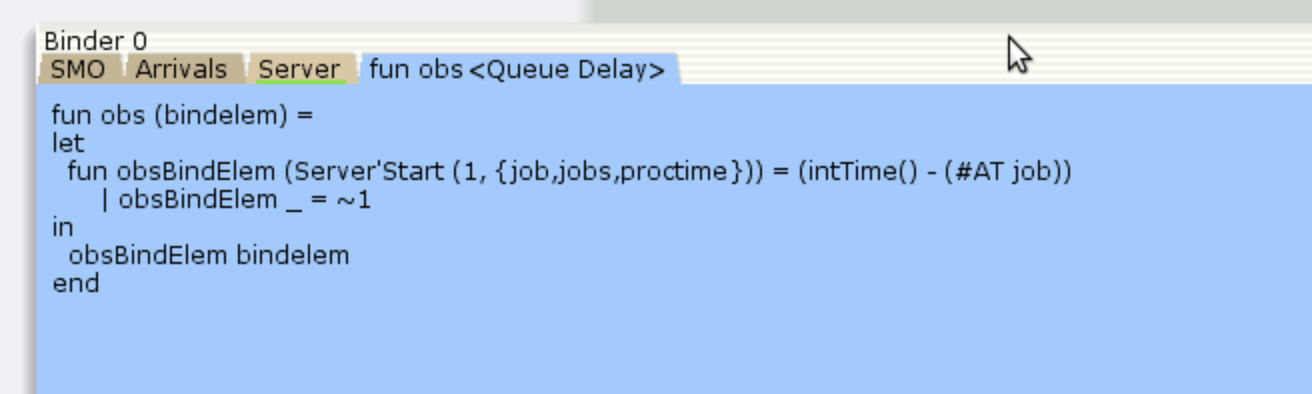 Binder 0
SMO Arrivals Server fun obs <Queue Delay>
fun obs (bindelem) =
let
fun obsBindElem (Server'Start (1, {job,jobs,proctime})) = (intTime() - (#AT job))
| obsBindElem _ = ~1
in
obsBindElem bindelem
end